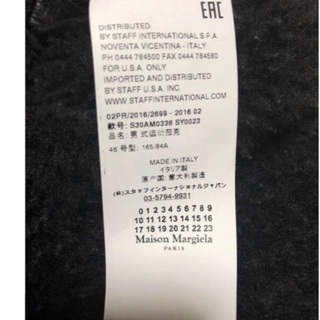 EAC
DISTRIBUTED
BY STAFF INTERNATIONAL S.P.A.
NOVENTA VICENTINA - ITALY
PH 0444 784500 FAX 0444 784580
FOR U.S.A. ONLY
IMPORTED AND DISTRIBUTED
BY STAFF U.S.A. INC.
WWW.STAFFINTERNATIONAL.COM
02PR/2016/2699 - 2016 02
款号: S30AM0338 SY0023
品名: 男式运动
46 号型: 165/84A
MADE IN ITALY
イタリア製
原产国: 意大利制造
(株)スタッフインターナショナルジャパン
03-5794-9931
0 1 2 3 4 5 6 7 8 9
10 11 12 13 14 15 16
17 18 19 20 21 22 23
Maison Margiela
PARIS